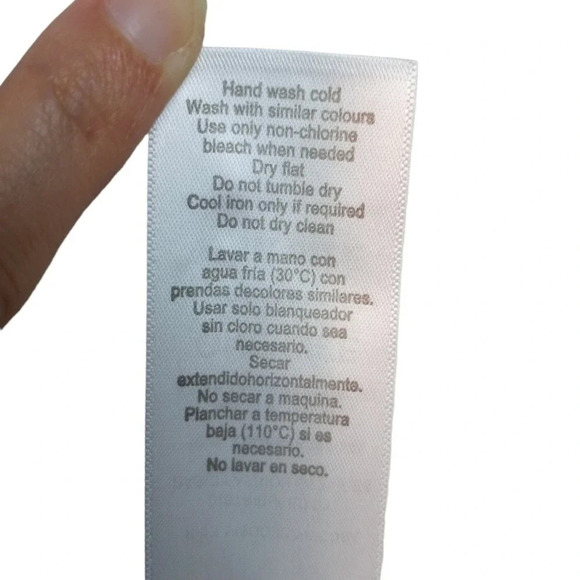 Hand wash cold
Wash with similar colours
Use only non-chlorine
bleach when needed
Dry flat
Do not tumble dry
Cool iron only if required
Do not dry clean
Lavar a mano con
agua fría (30°C) con
prendas decolores similares.
Usar solo blanqueador
sin cloro cuando sea
necesario.
Secar
extendidohorizontalmente.
No secar a maquina.
Planchar a temperatura
baja (110°C) si es
necesario.
No lavar en seco.